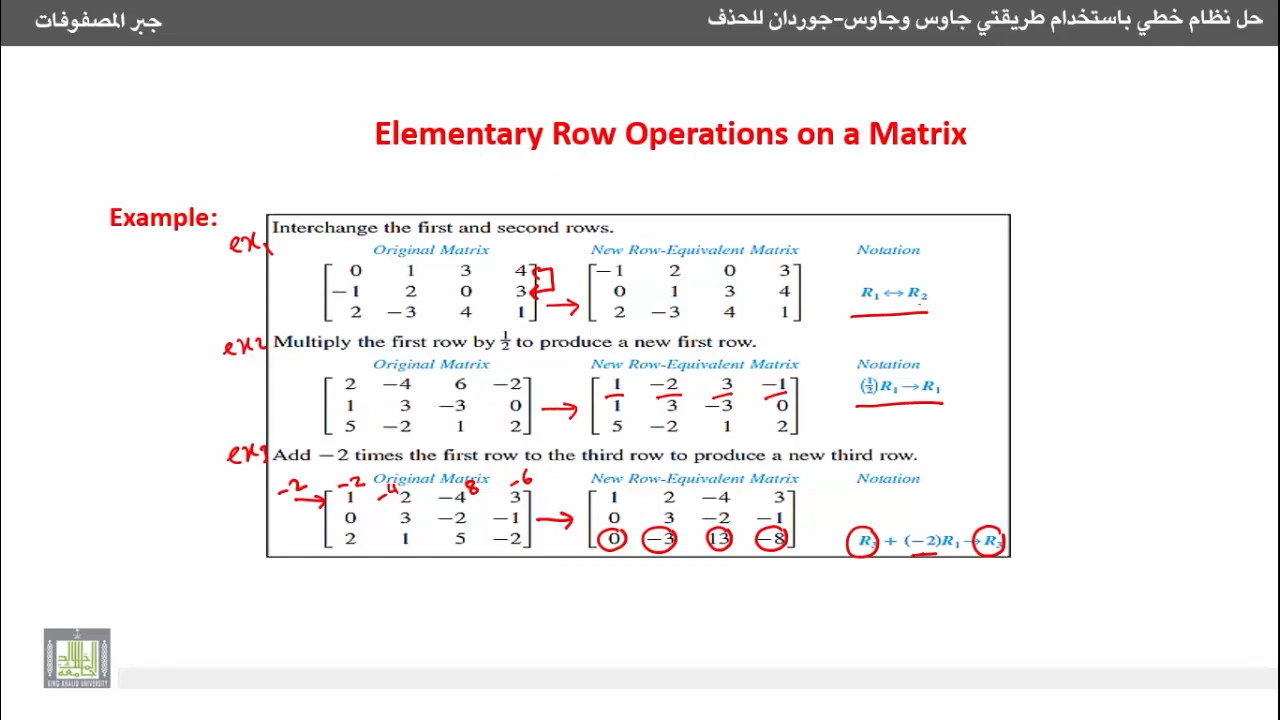 حل نظام خطي باستخدام طريقتي جاوس وجاوس-جوردان للحذف
جبر المصفوفات
Elementary Row Operations on a Matrix
Example:
ex1
Interchange the first and second rows.
Original Matrix New Row-Equivalent Matrix Notation
0 1 3 4 −1 2 0 3
−1 2 0 3 → 0 1 3 4 R₁ ↔ R₂
2 −3 4 1 2 −3 4 1
ex2 Multiply the first row by ½ to produce a new first row.
Original Matrix New Row-Equivalent Matrix Notation
2 −4 6 −2 1 −2 3 −1 (½)R₁ → R₁
1 3 −3 0 → 1 3 −3 0
5 −2 1 2 5 −2 1 2
ex3 Add −2 times the first row to the third row to produce a new third row.
Original Matrix New Row-Equivalent Matrix Notation
-2 -2 -4 8 -6
1 2 −4 3 1 2 −4 3
0 3 −2 −1 → 0 3 −2 −1
2 1 5 −2 0 −3 13 −8 R₃ + (−2)R₁ → R₃
KING KHALID UNIVERSITY